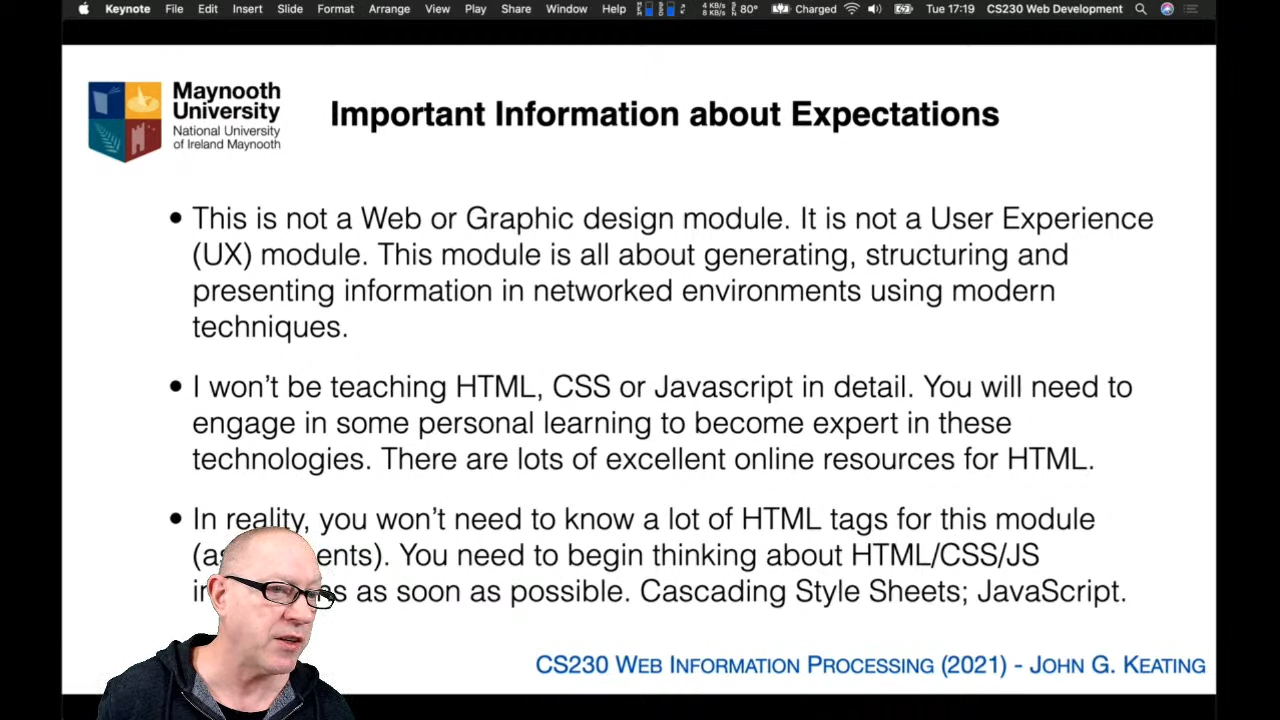 Keynote File Edit Insert Slide Format Arrange View Play Share Window Help 4 KB/s 8 KB/s 80° Charged Tue 17:19 CS230 Web Development
Maynooth
University
National University
of Ireland Maynooth
Important Information about Expectations
• This is not a Web or Graphic design module. It is not a User Experience
(UX) module. This module is all about generating, structuring and
presenting information in networked environments using modern
techniques.
• I won’t be teaching HTML, CSS or Javascript in detail. You will need to
engage in some personal learning to become expert in these
technologies. There are lots of excellent online resources for HTML.
• In reality, you won’t need to know a lot of HTML tags for this module
You need to begin thinking about HTML/CSS/JS
as soon as possible. Cascading Style Sheets; JavaScript.
CS230 WEB INFORMATION PROCESSING (2021) - JOHN G. KEATING